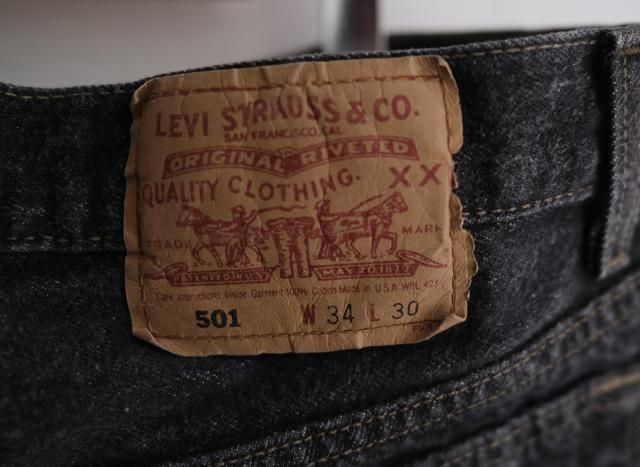 LEVI STRAUSS & CO.
SAN FRANCISCO, CAL
ORIGINAL RIVETED
QUALITY CLOTHING. XX
TRADE MARK
PATENTED IN U.S. MAY 20 1873
Care Instructions Inside Garment 100% Cotton Made in U.S.A WPL 423
501 W 34 L 30